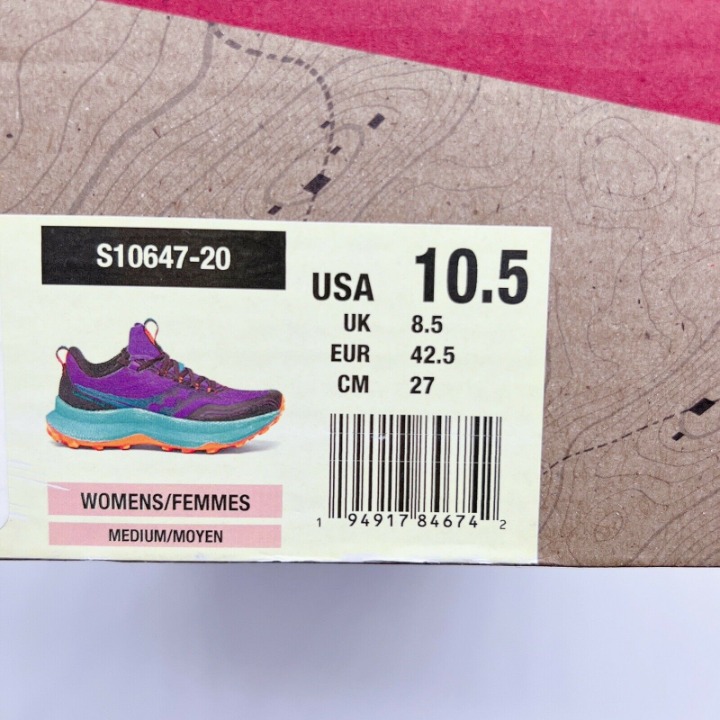 S10647-20
USA 10.5
UK 8.5
EUR 42.5
CM 27
WOMENS/FEMMES
MEDIUM/MOYEN
1 94917 84674 2